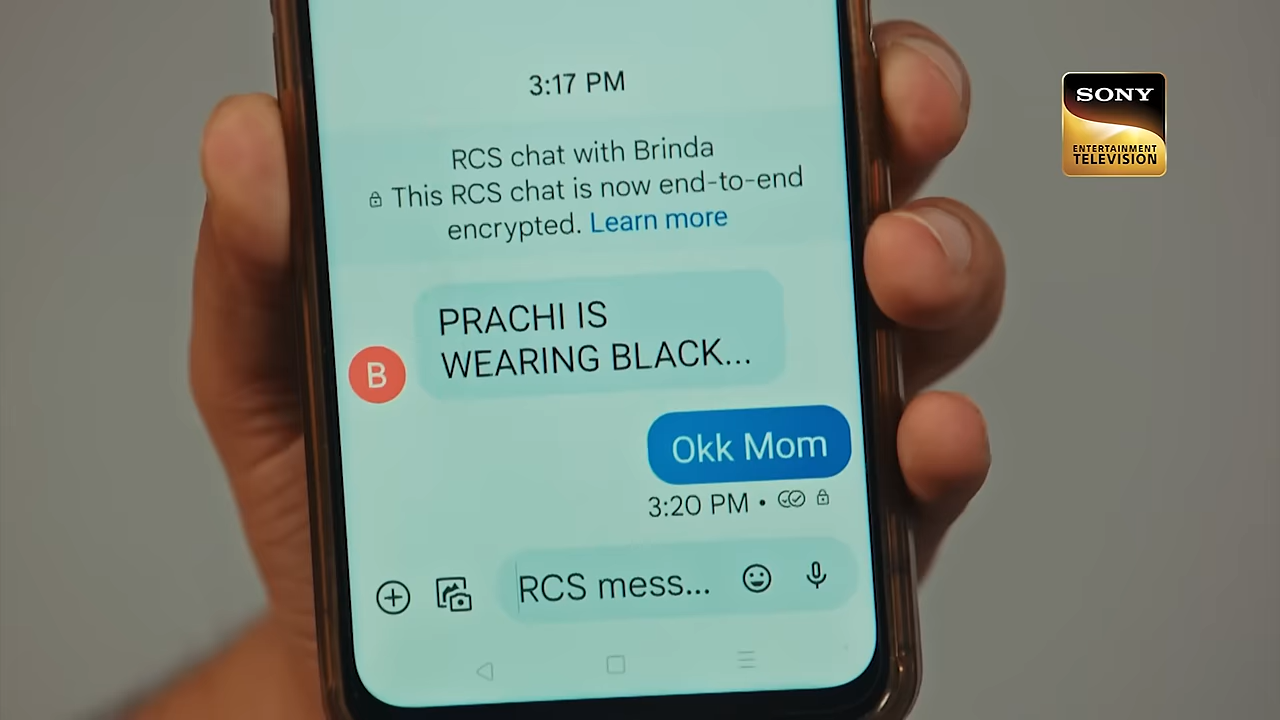 3:17 PM
RCS chat with Brinda
This RCS chat is now end-to-end
encrypted. Learn more
PRACHI IS
WEARING BLACK...
B
Okk Mom
3:20 PM •
RCS mess...
SONY
ENTERTAINMENT
TELEVISION